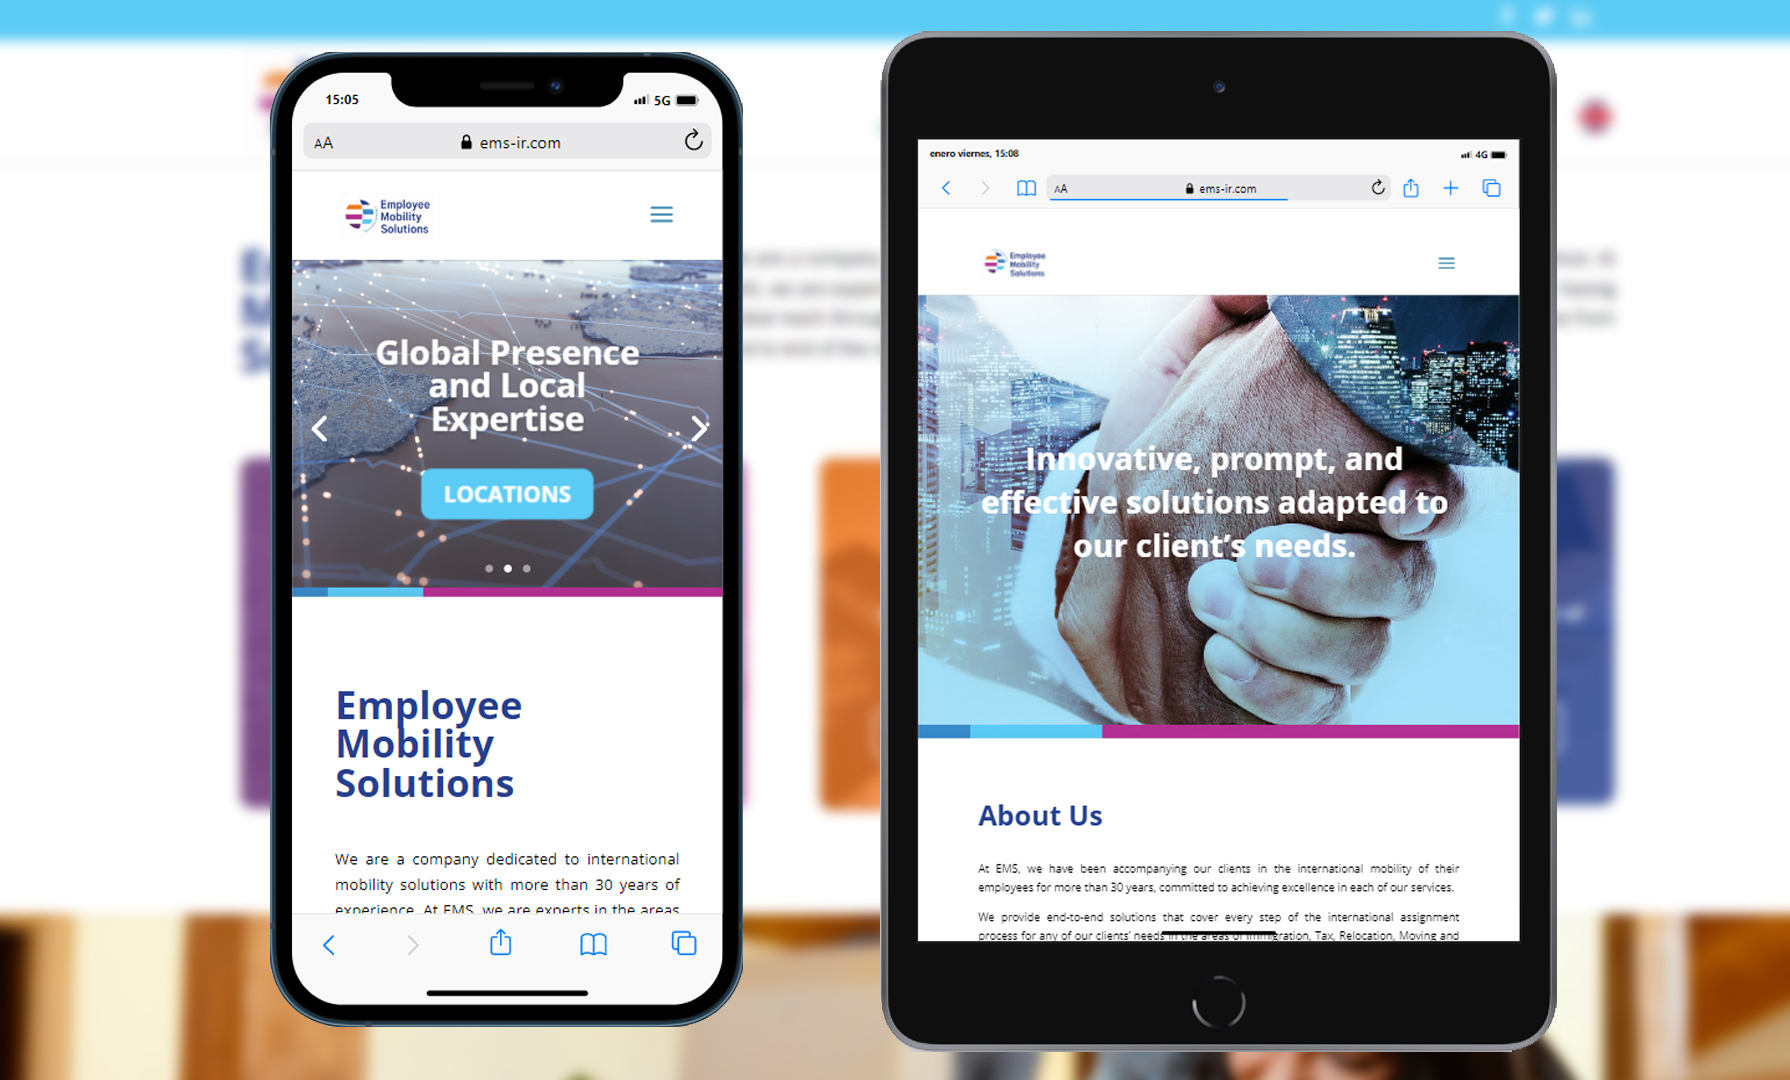 15:05
5G
AA
ems-ir.com
Employee
Mobility
Solutions
Global Presence
and Local
Expertise
LOCATIONS
Employee
Mobility
Solutions
We are a company dedicated to international
mobility solutions with more than 30 years of
experience. At EMS, we are experts in the areas
enero viernes, 15:08
4G
AA
ems-ir.com
Employee
Mobility
Solutions
Innovative, prompt, and
effective solutions adapted to
our client’s needs.
About Us
At EMS, we have been accompanying our clients in the international mobility of their
employees for more than 30 years, committed to achieving excellence in each of our services.
We provide end-to-end solutions that cover every step of the international assignment
process for any of our clients’ needs in the areas of Immigration, Tax, Relocation, Moving and